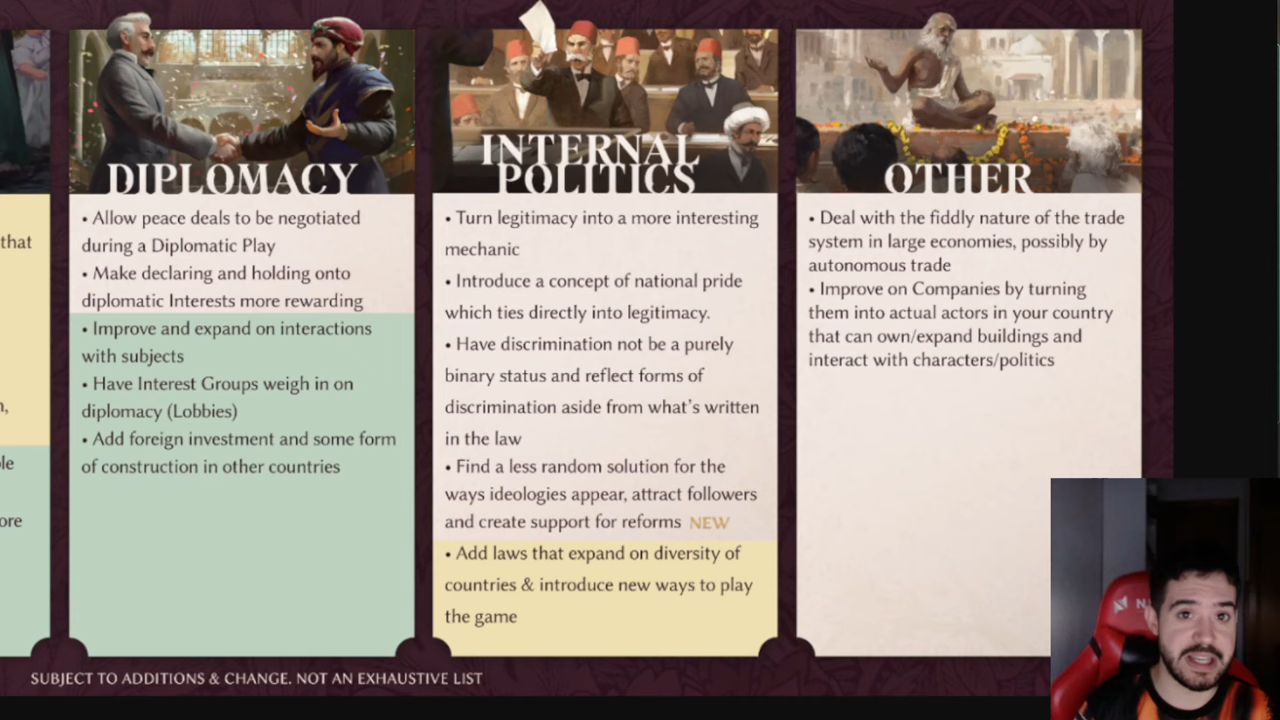 that
n,
le
ore
DIPLOMACY
• Allow peace deals to be negotiated
during a Diplomatic Play
• Make declaring and holding onto
diplomatic Interests more rewarding
• Improve and expand on interactions
with subjects
• Have Interest Groups weigh in on
diplomacy (Lobbies)
• Add foreign investment and some form
of construction in other countries
INTERNAL
POLITICS
• Turn legitimacy into a more interesting
mechanic
• Introduce a concept of national pride
which ties directly into legitimacy.
• Have discrimination not be a purely
binary status and reflect forms of
discrimination aside from what's written
in the law
• Find a less random solution for the
ways ideologies appear, attract followers
and create support for reforms NEW
• Add laws that expand on diversity of
countries & introduce new ways to play
the game
OTHER
• Deal with the fiddly nature of the trade
system in large economies, possibly by
autonomous trade
• Improve on Companies by turning
them into actual actors in your country
that can own/expand buildings and
interact with characters/politics
SUBJECT TO ADDITIONS & CHANGE. NOT AN EXHAUSTIVE LIST